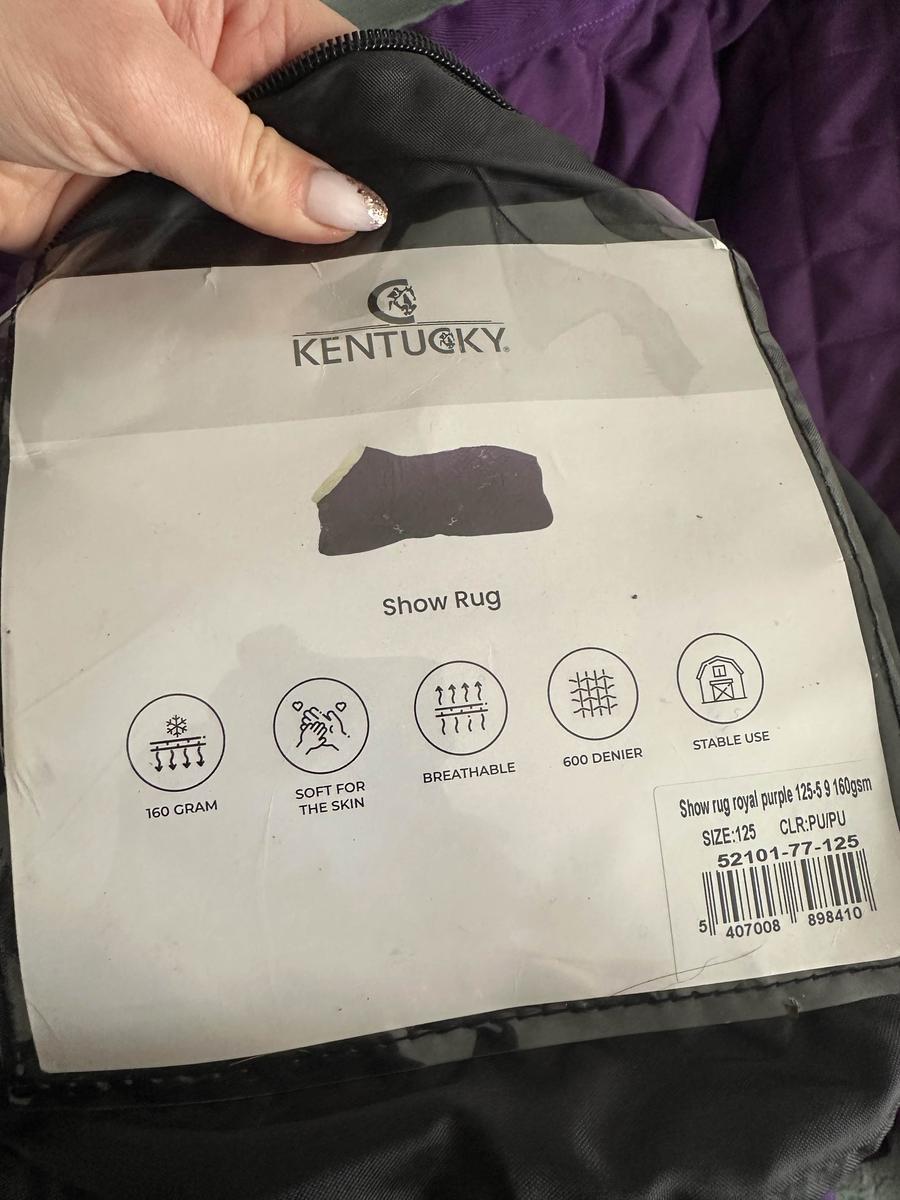 KENTUCKY®
Show Rug
160 GRAM
SOFT FOR
THE SKIN
BREATHABLE
600 DENIER
STABLE USE
Show rug royal purple 125-5 9 160gsm
SIZE:125 CLR:PU/PU
52101-77-125
5 407008 898410